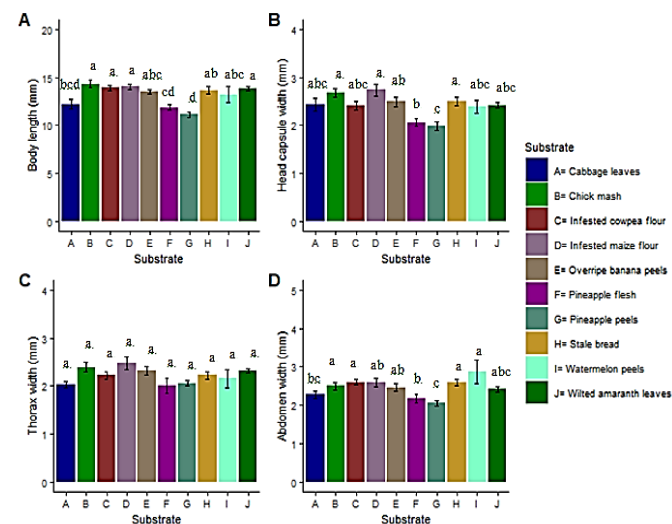 A
Body length (mm)
20
15
10
5
0
bcd a a. a abc cd d ab abc a
A B C D E F G H I J
Substrate
B
Head capsule width (mm)
4
3
2
1
0
abc a. abc a. ab b c a. abc abc
A B C D E F G H I J
Substrate
C
Thorax width (mm)
4
3
2
1
0
a. a. a. a. a. a. a. a. a. a.
A B C D E F G H I J
Substrate
D
Abdomen width (mm)
5
4
3
2
1
0
bc a a ab ab b. c a a abc
A B C D E F G H I J
Substrate
Substrate
A= Cabbage leaves
B= Chick mash
C= Infested cowpea flour
D= Infested maize flour
E= Overripe banana peels
F= Pineapple flesh
G= Pineapple peels
H= Stale bread
I= Watermelon peels
J= Wilted amaranth leaves